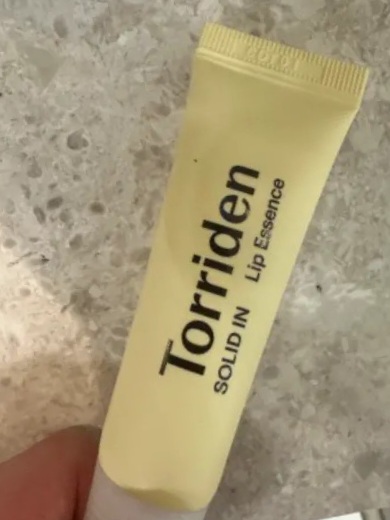 Torriden
SOLID IN
Lip Essence